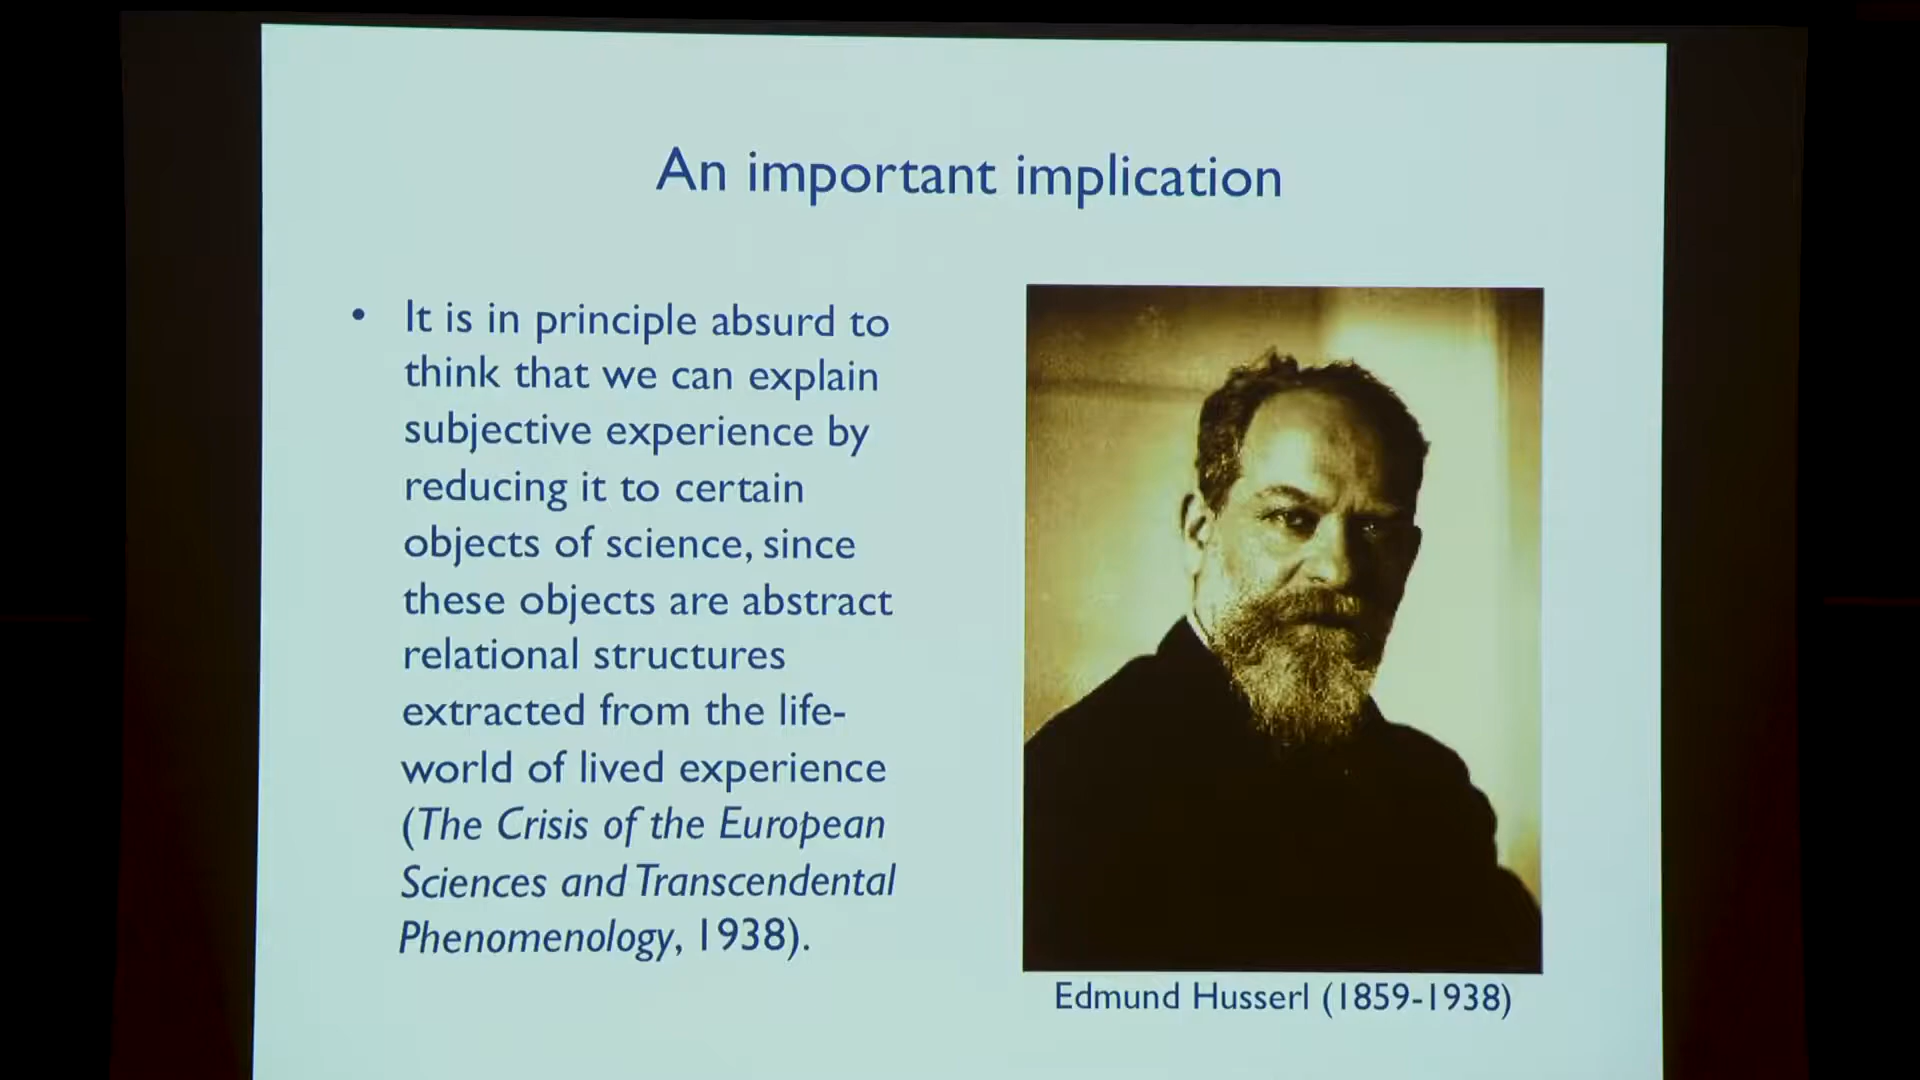 An important implication
• It is in principle absurd to
think that we can explain
subjective experience by
reducing it to certain
objects of science, since
these objects are abstract
relational structures
extracted from the life-
world of lived experience
(The Crisis of the European
Sciences and Transcendental
Phenomenology, 1938).
Edmund Husserl (1859-1938)